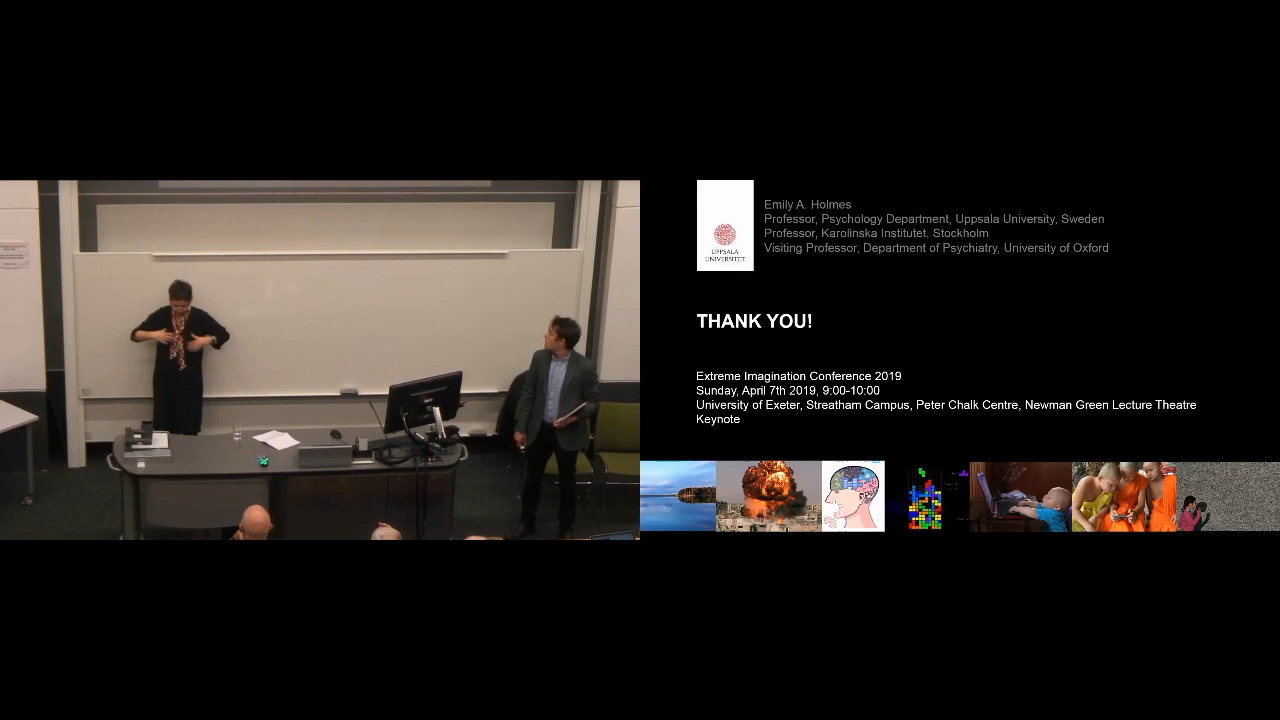 Emily A. Holmes
Professor, Psychology Department, Uppsala University, Sweden
Professor, Karolinska Institutet, Stockholm
Visiting Professor, Department of Psychiatry, University of Oxford
UPPSALA
UNIVERSITET
THANK YOU!
Extreme Imagination Conference 2019
Sunday, April 7th 2019, 9:00-10:00
University of Exeter, Streatham Campus, Peter Chalk Centre, Newman Green Lecture Theatre
Keynote